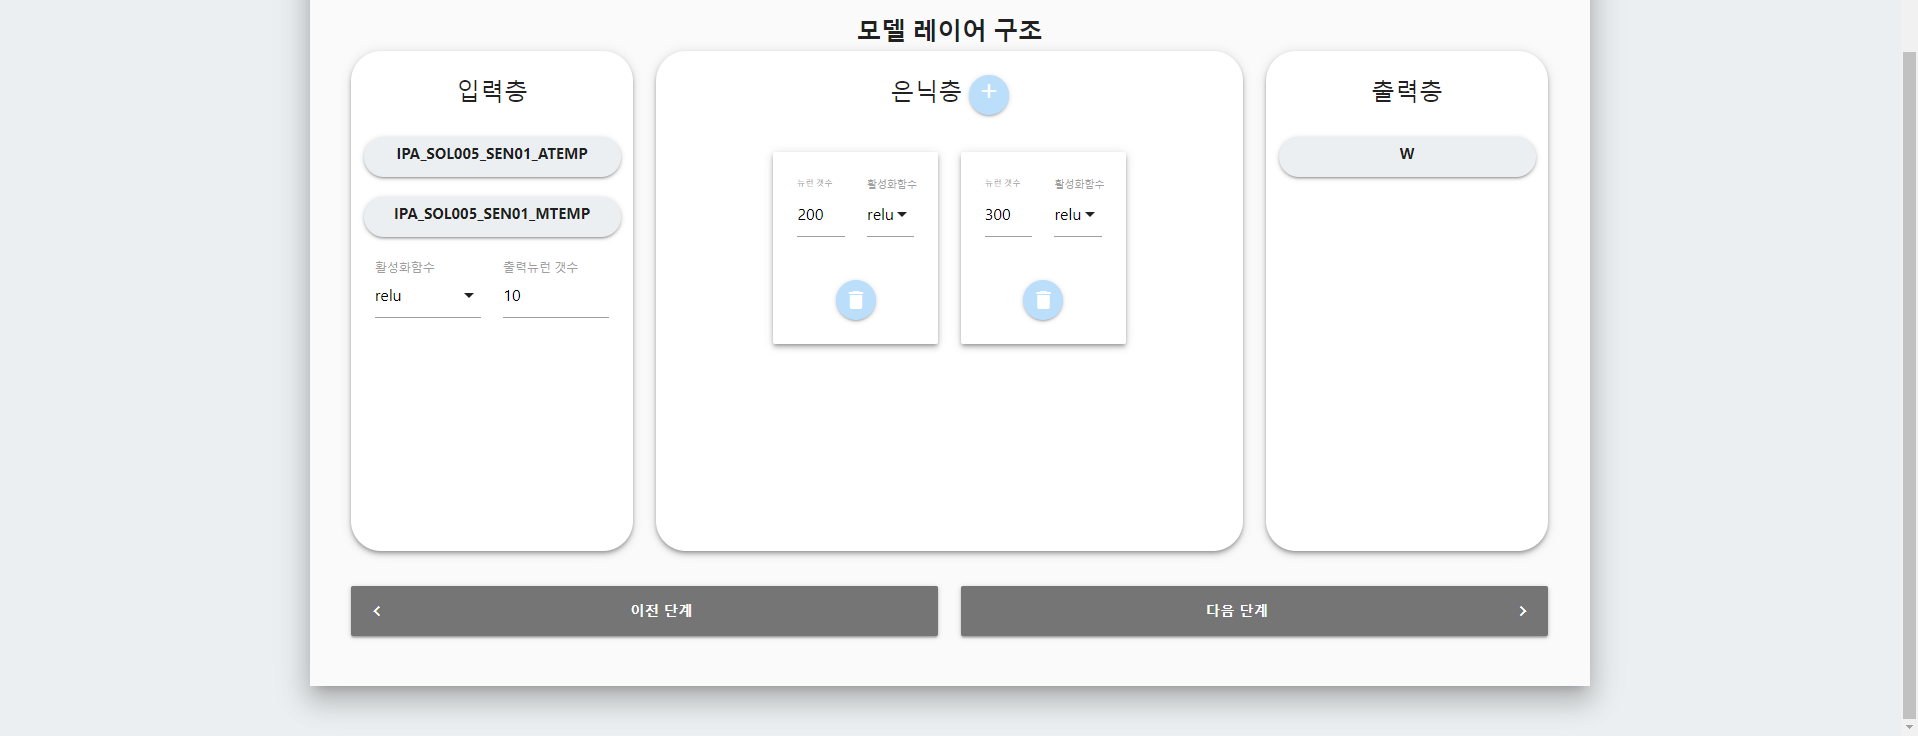 모델 레이어 구조
입력층
IPA_SOL005_SEN01_ATEMP
IPA_SOL005_SEN01_MTEMP
활성화함수 출력뉴런 갯수
relu 10
은닉층 +
뉴런 갯수 활성화함수
200 relu
뉴런 갯수 활성화함수
300 relu
출력층
W
이전 단계
다음 단계